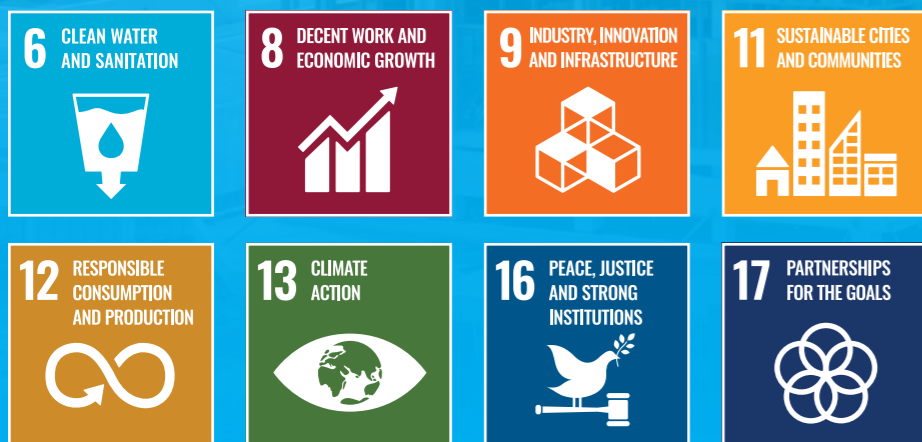 6 CLEAN WATER
AND SANITATION
8 DECENT WORK AND
ECONOMIC GROWTH
9 INDUSTRY, INNOVATION
AND INFRASTRUCTURE
11 SUSTAINABLE CITIES
AND COMMUNITIES
12 RESPONSIBLE
CONSUMPTION
AND PRODUCTION
13 CLIMATE
ACTION
16 PEACE, JUSTICE
AND STRONG
INSTITUTIONS
17 PARTNERSHIPS
FOR THE GOALS